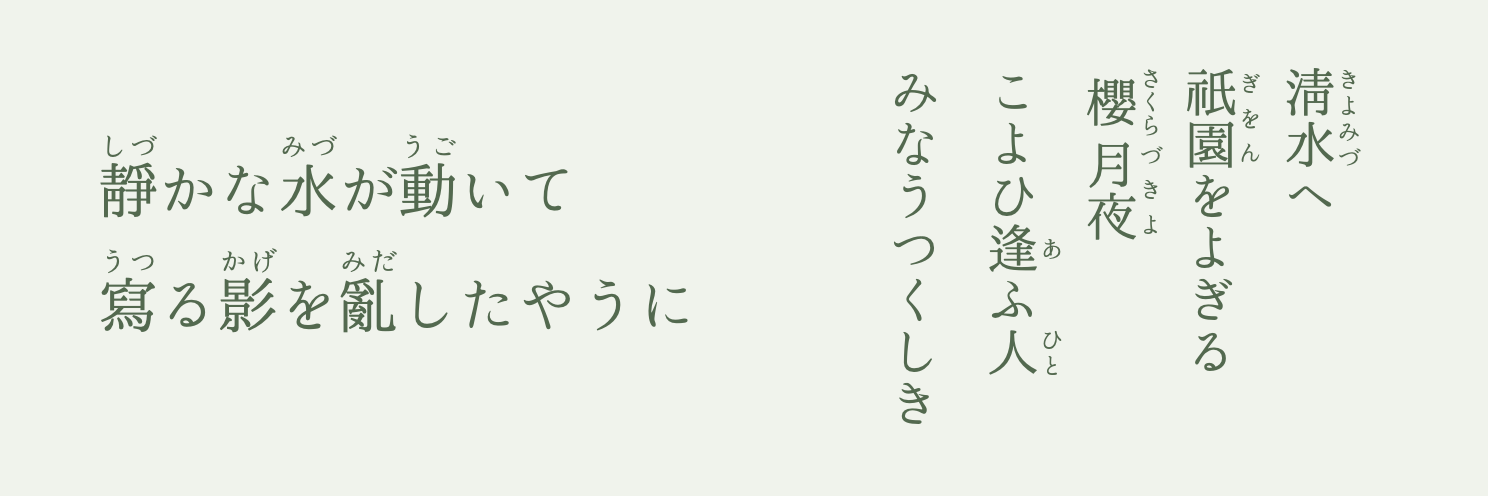 静かな水が動いて
寫る影を亂したやうに
淸水へ
祇園をよぎる
櫻月夜
こよひ逢ふ人
みなうつくしき